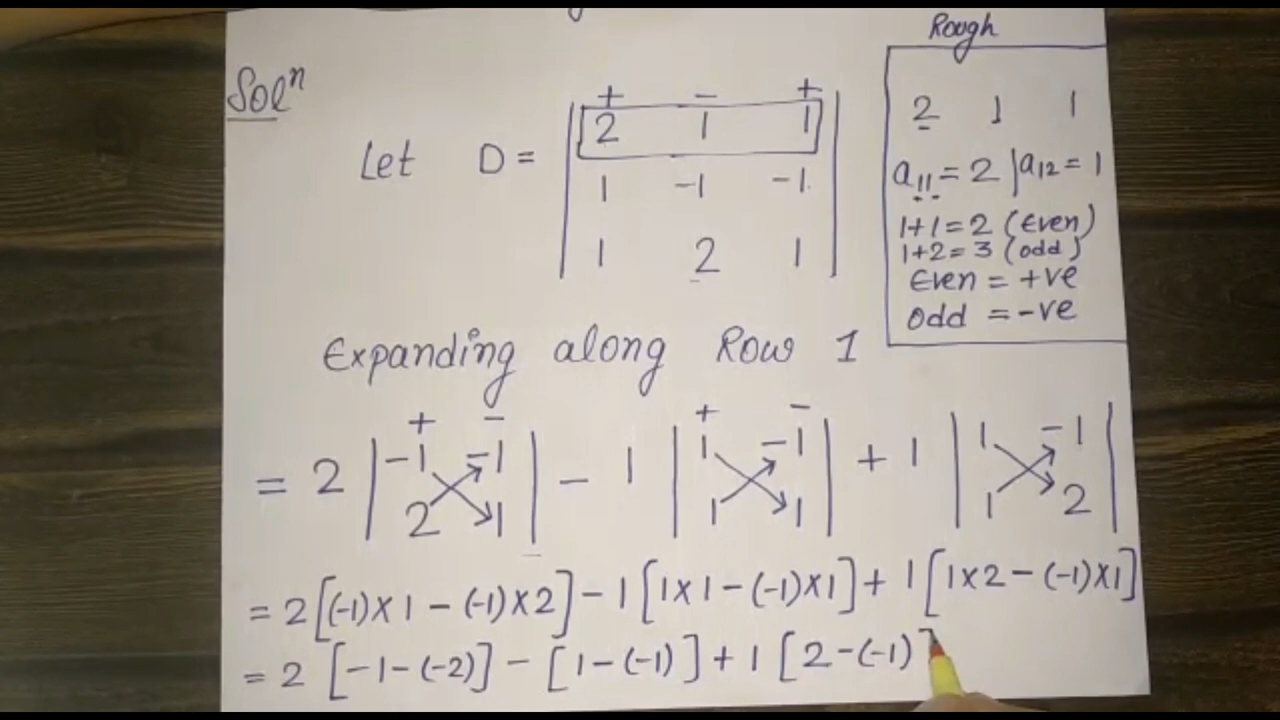 Rough
Solⁿ
+ − +
Let D = | 2 1 1 |
| 1 -1 -1 |
| 1 2 1 |
2 1 1
a₁₁ = 2 | a₁₂ = 1
1+1=2 (Even)
1+2=3 (odd)
Even = +ve
odd = -ve
Expanding along Row 1
+ − + −
= 2 | -1 -1 | − 1 | 1 -1 | + 1 | 1 -1 |
| 2 1 | | 1 1 | | 1 2 |
= 2 [(-1)×1 − (-1)×2] − 1 [1×1 − (-1)×1] + 1 [1×2 − (-1)×1]
= 2 [-1-(-2)] − [1-(-1)] + 1 [2-(-1)]